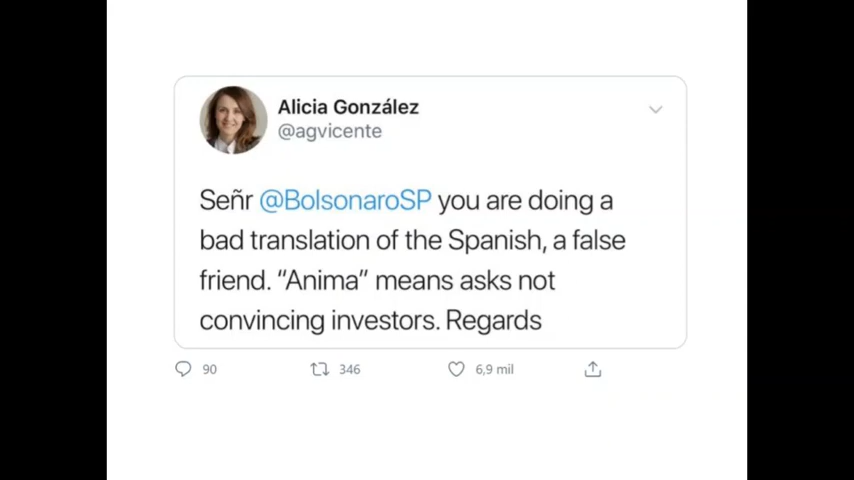 Alicia González
@agvicente
Señr @BolsonaroSP you are doing a
bad translation of the Spanish, a false
friend. “Anima” means asks not
convincing investors. Regards
90 346 6,9 mil